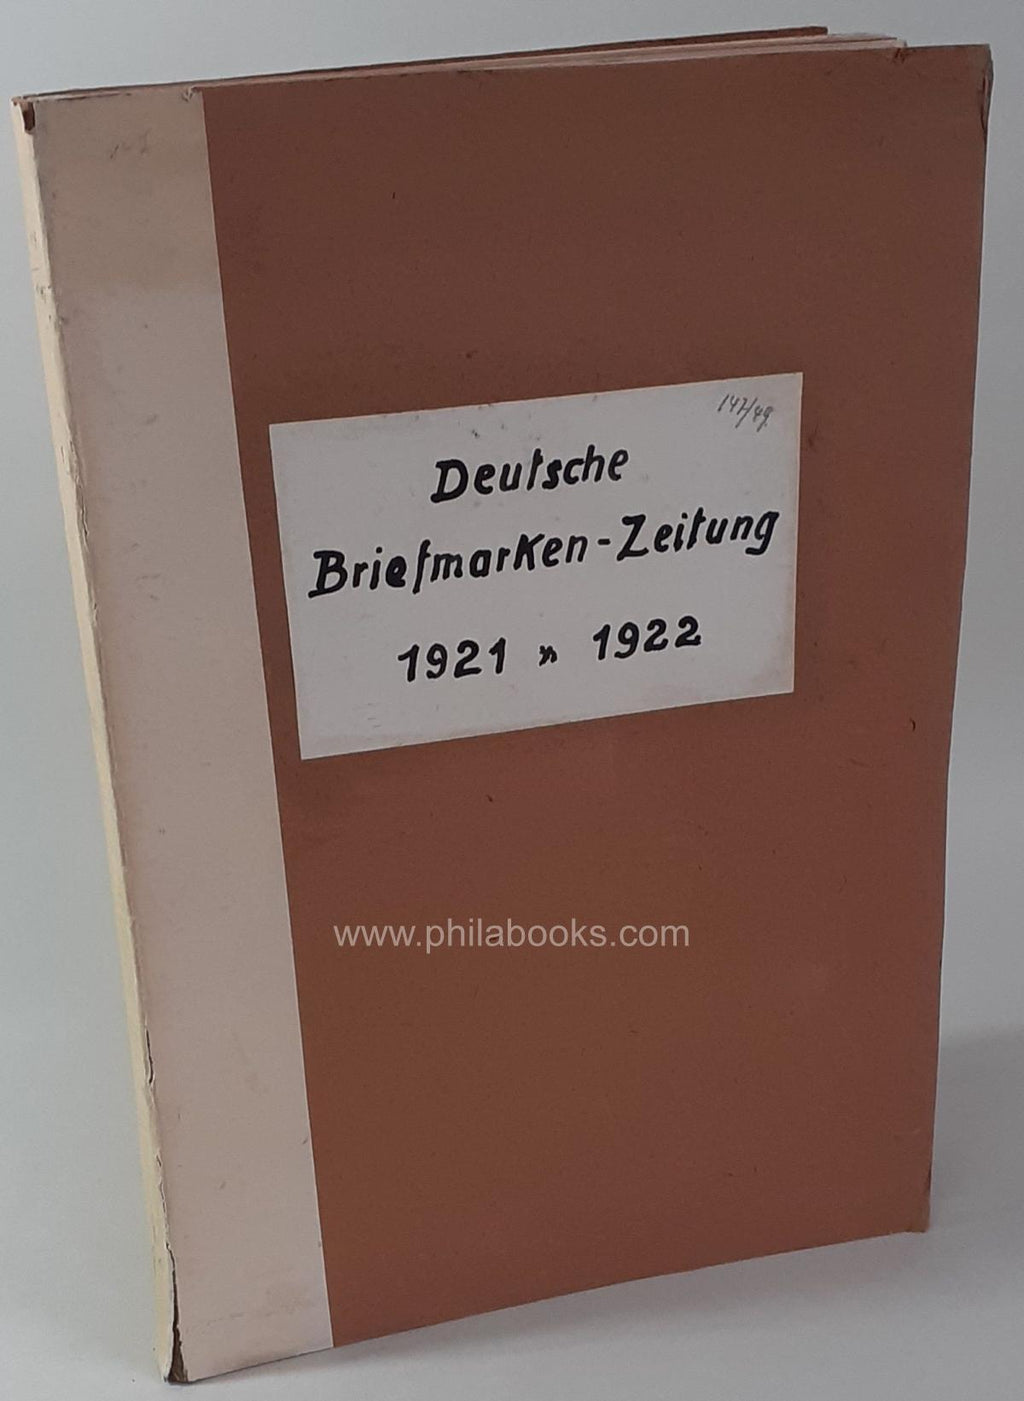 147/49
Deutsche
Briefmarken-Zeitung
1921 " 1922
www.philabooks.com